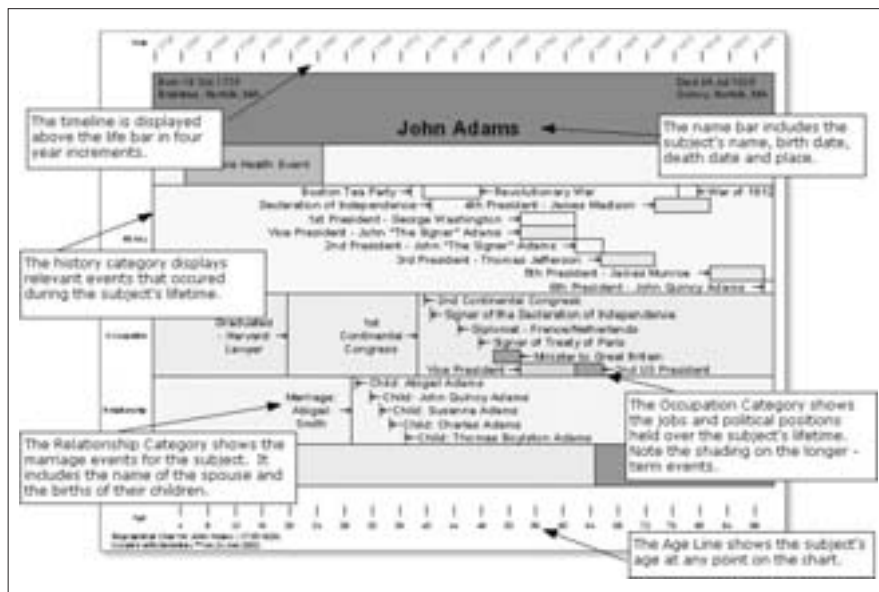 John Adams
The timeline is displayed
above the life bar in four
year increments.
The name bar includes the
subject's name, birth date,
death date and place.
Health Event
Boston Tea Party
Revolutionary War
War of 1812
Declaration of Independence
4th President - James Madison
1st President - George Washington
Vice President - John "The Signer" Adams
2nd President - John "The Signer" Adams
3rd President - Thomas Jefferson
5th President - James Monroe
6th President - John Quincy Adams
The history category displays
relevant events that occured
during the subject's lifetime.
2nd Continental Congress
Signer of the Declaration of Independence
Diplomat - France/Netherlands
Signer of Treaty of Paris
Minister to Great Britain
Vice President
2nd US President
Graduated
- Harvard
Lawyer
1st
Continental
Congress
Occupation
The Occupation Category shows
the jobs and political positions
held over the subject's lifetime.
Note the shading on the longer -
term events.
Relationship
Marriage:
Abigail
Smith
Child: Abigail Adams
Child: John Quincy Adams
Child: Susanna Adams
Child: Charles Adams
Child: Thomas Boylston Adams
The Relationship Category shows the
marriage events for the subject. It
includes the name of the spouse and
the births of their children.
The Age Line shows the subject's
age at any point on the chart.